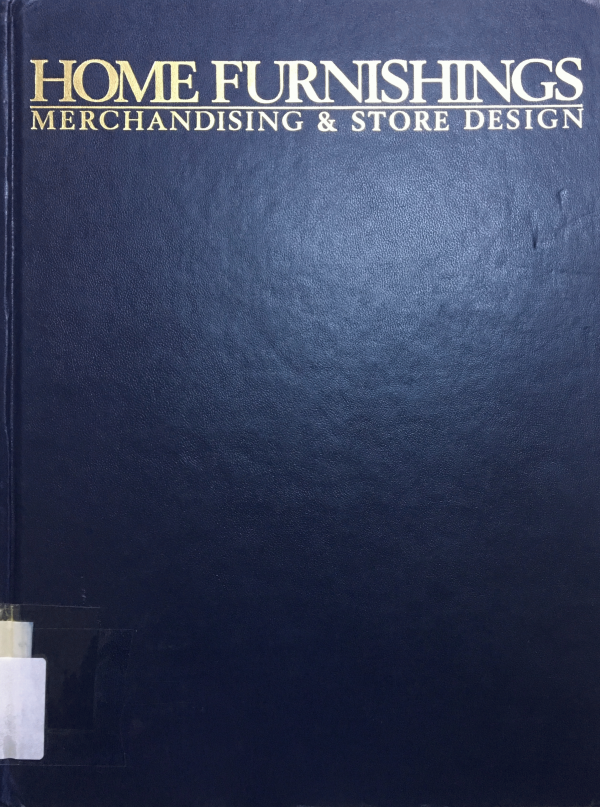 HOME FURNISHINGS
MERCHANDISING & STORE DESIGN